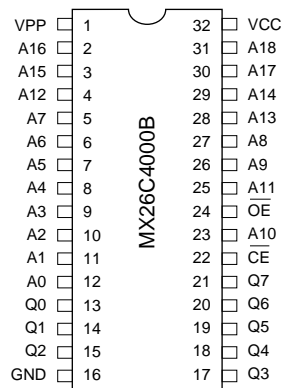 VPP 1 32 VCC
A16 2 31 A18
A15 3 30 A17
A12 4 29 A14
A7 5 28 A13
A6 6 27 A8
A5 7 26 A9
A4 8 25 A11
A3 9 24 O̅E̅
A2 10 23 A10
A1 11 22 C̅E̅
A0 12 21 Q7
Q0 13 20 Q6
Q1 14 19 Q5
Q2 15 18 Q4
GND 16 17 Q3
MX26C4000B